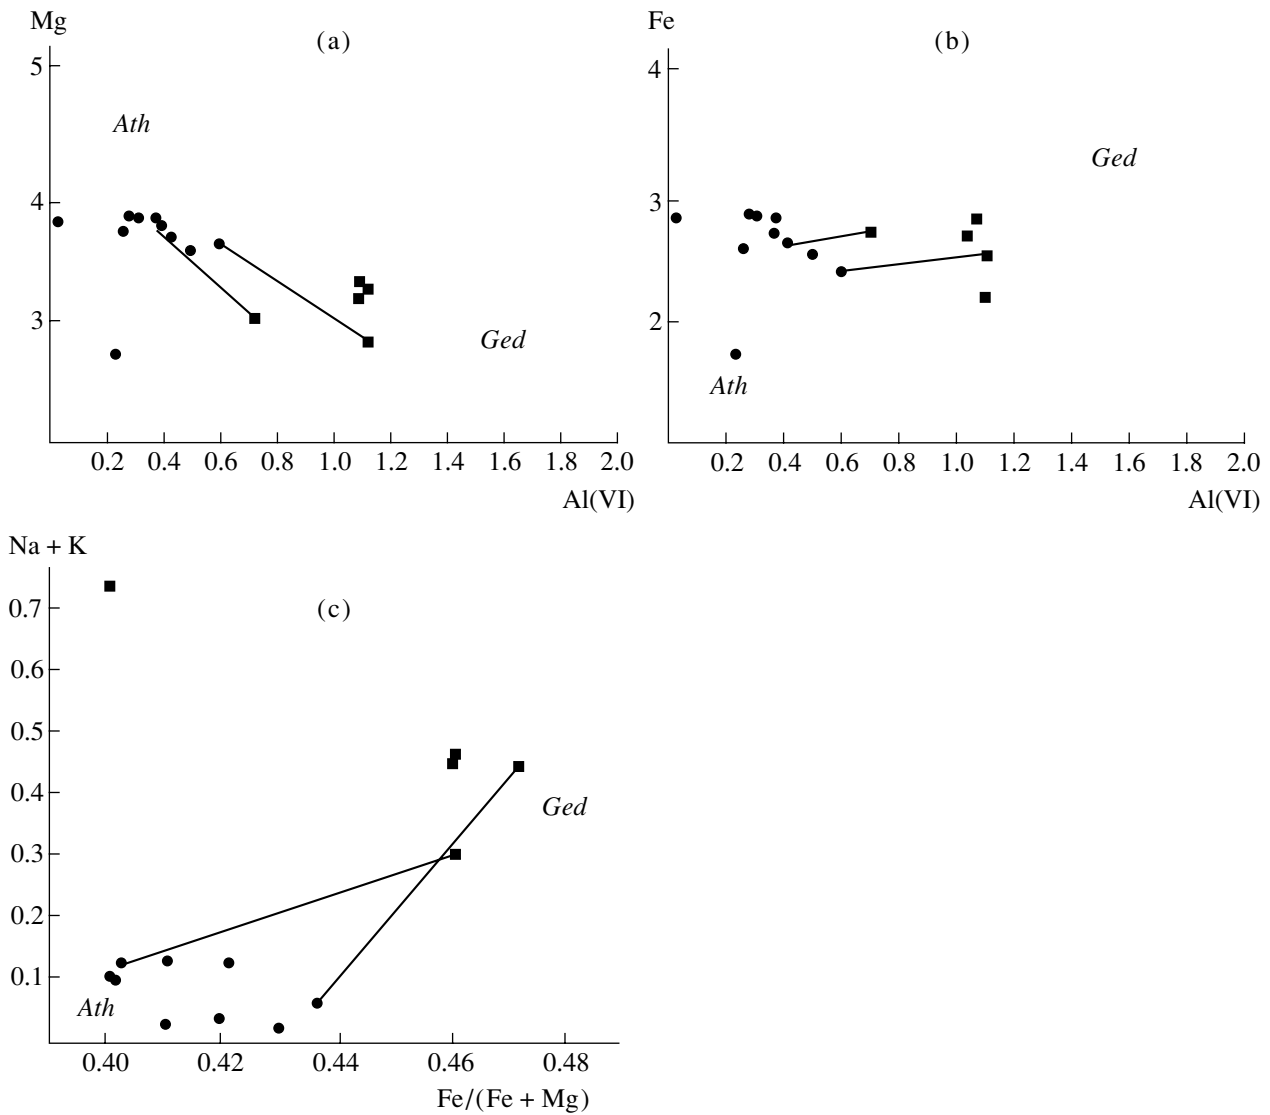 Mg
(a)
5
Ath
4
3
Ged
0.2 0.4 0.6 0.8 1.0 1.2 1.4 1.6 1.8 2.0
Al(VI)
Fe
(b)
4
Ged
3
2
Ath
0.2 0.4 0.6 0.8 1.0 1.2 1.4 1.6 1.8 2.0
Al(VI)
Na + K
(c)
0.7
0.6
0.5
0.4
Ged
0.3
0.2
0.1
Ath
0.40 0.42 0.44 0.46 0.48
Fe/(Fe + Mg)